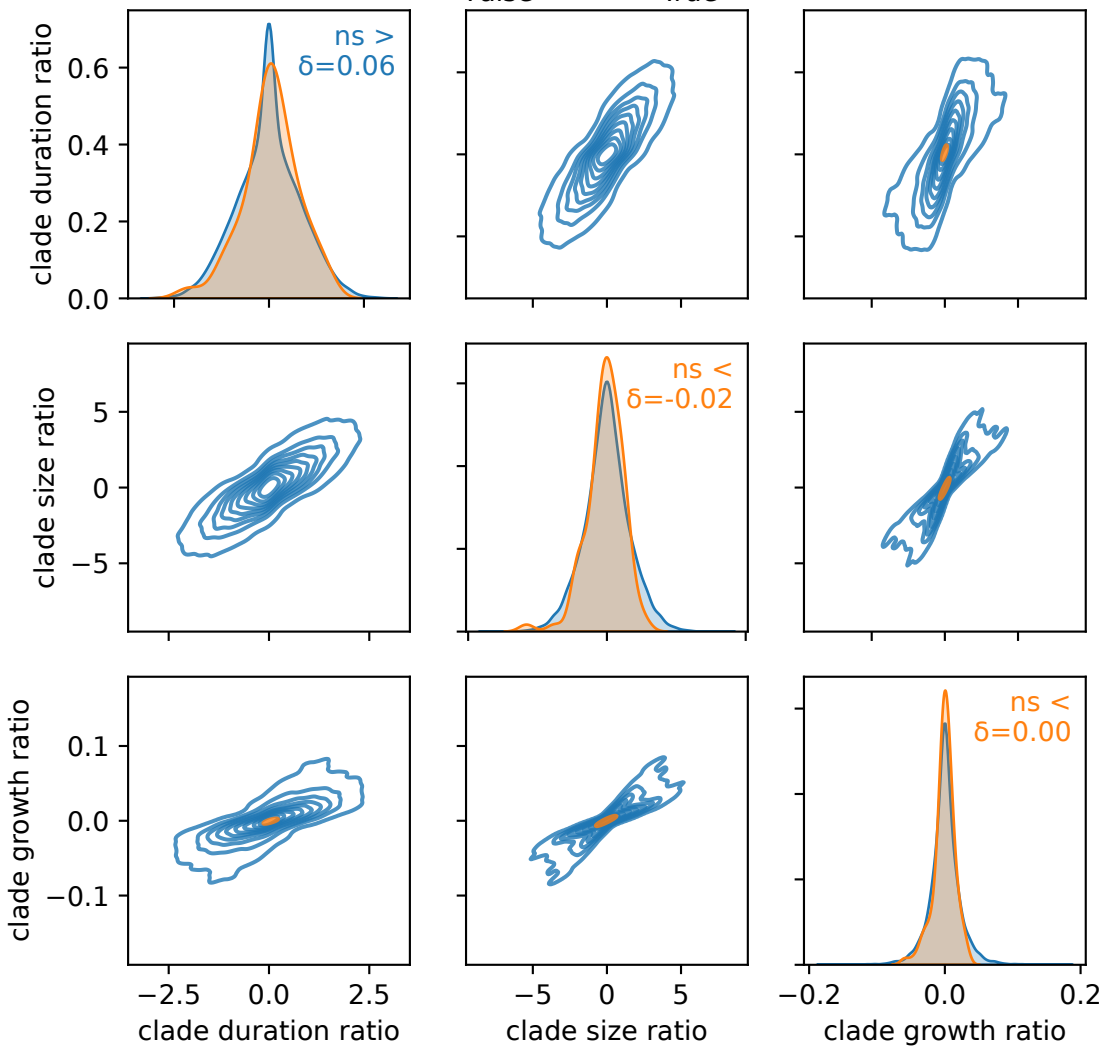 clade duration ratio
0.6
0.4
0.2
0.0
ns >
δ=0.06
clade size ratio
5
0
−5
ns <
δ=-0.02
clade growth ratio
0.1
0.0
−0.1
ns <
δ=0.00
−2.5 0.0 2.5
−5 0 5
−0.2 0.0 0.2
clade duration ratio
clade size ratio
clade growth ratio